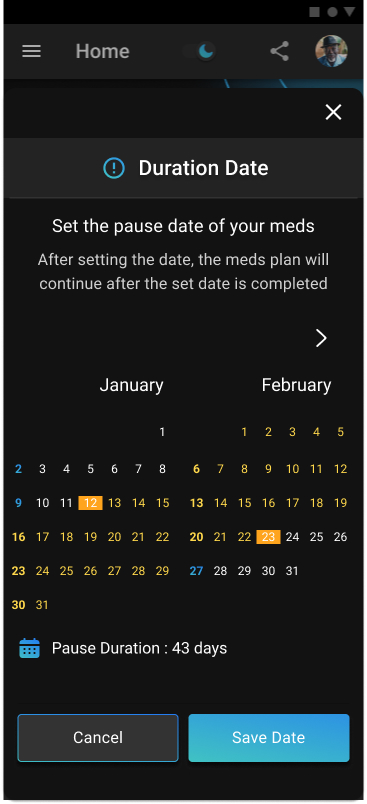 Home
Duration Date
Set the pause date of your meds
After setting the date, the meds plan will
continue after the set date is completed
January
1
2 3 4 5 6 7 8
9 10 11 12 13 14 15
16 17 18 19 20 21 22
23 24 25 26 27 28 29
30 31
February
1 2 3 4 5
6 7 8 9 10 11 12
13 14 15 16 17 18 19
20 21 22 23 24 25 26
27 28 29 30 31
Pause Duration : 43 days
Cancel
Save Date